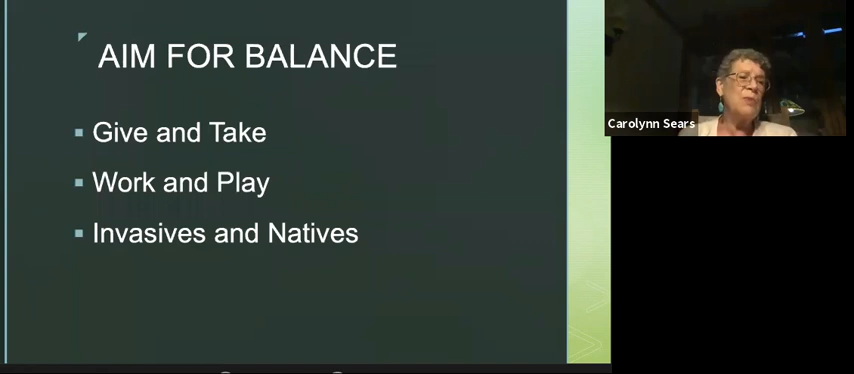 AIM FOR BALANCE
Give and Take
Work and Play
Invasives and Natives
Carolynn Sears